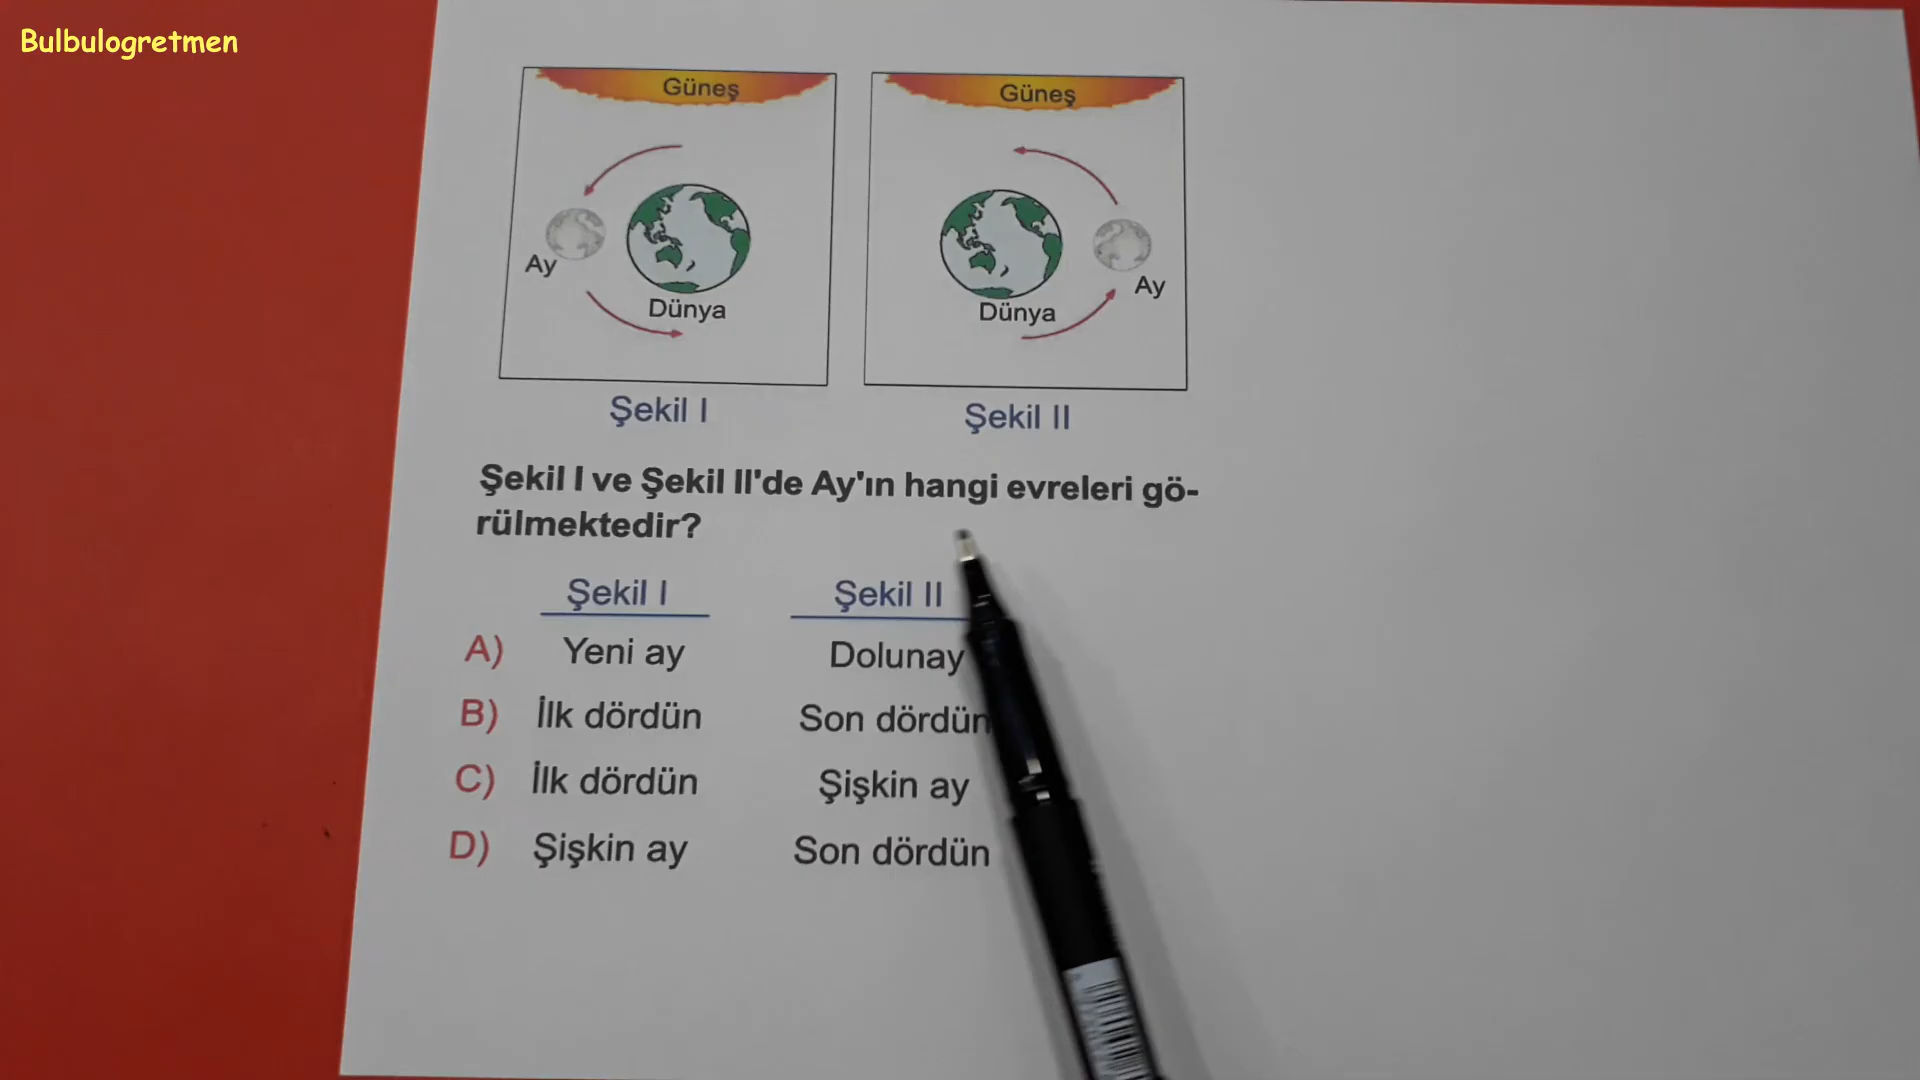 Bulbulogretmen
Güneş
Ay
Dünya
Şekil I
Güneş
Dünya
Ay
Şekil II
Şekil I ve Şekil II'de Ay'ın hangi evreleri gö-
rülmektedir?
Şekil I Şekil II
A) Yeni ay Dolunay
B) İlk dördün Son dördün
C) İlk dördün Şişkin ay
D) Şişkin ay Son dördün